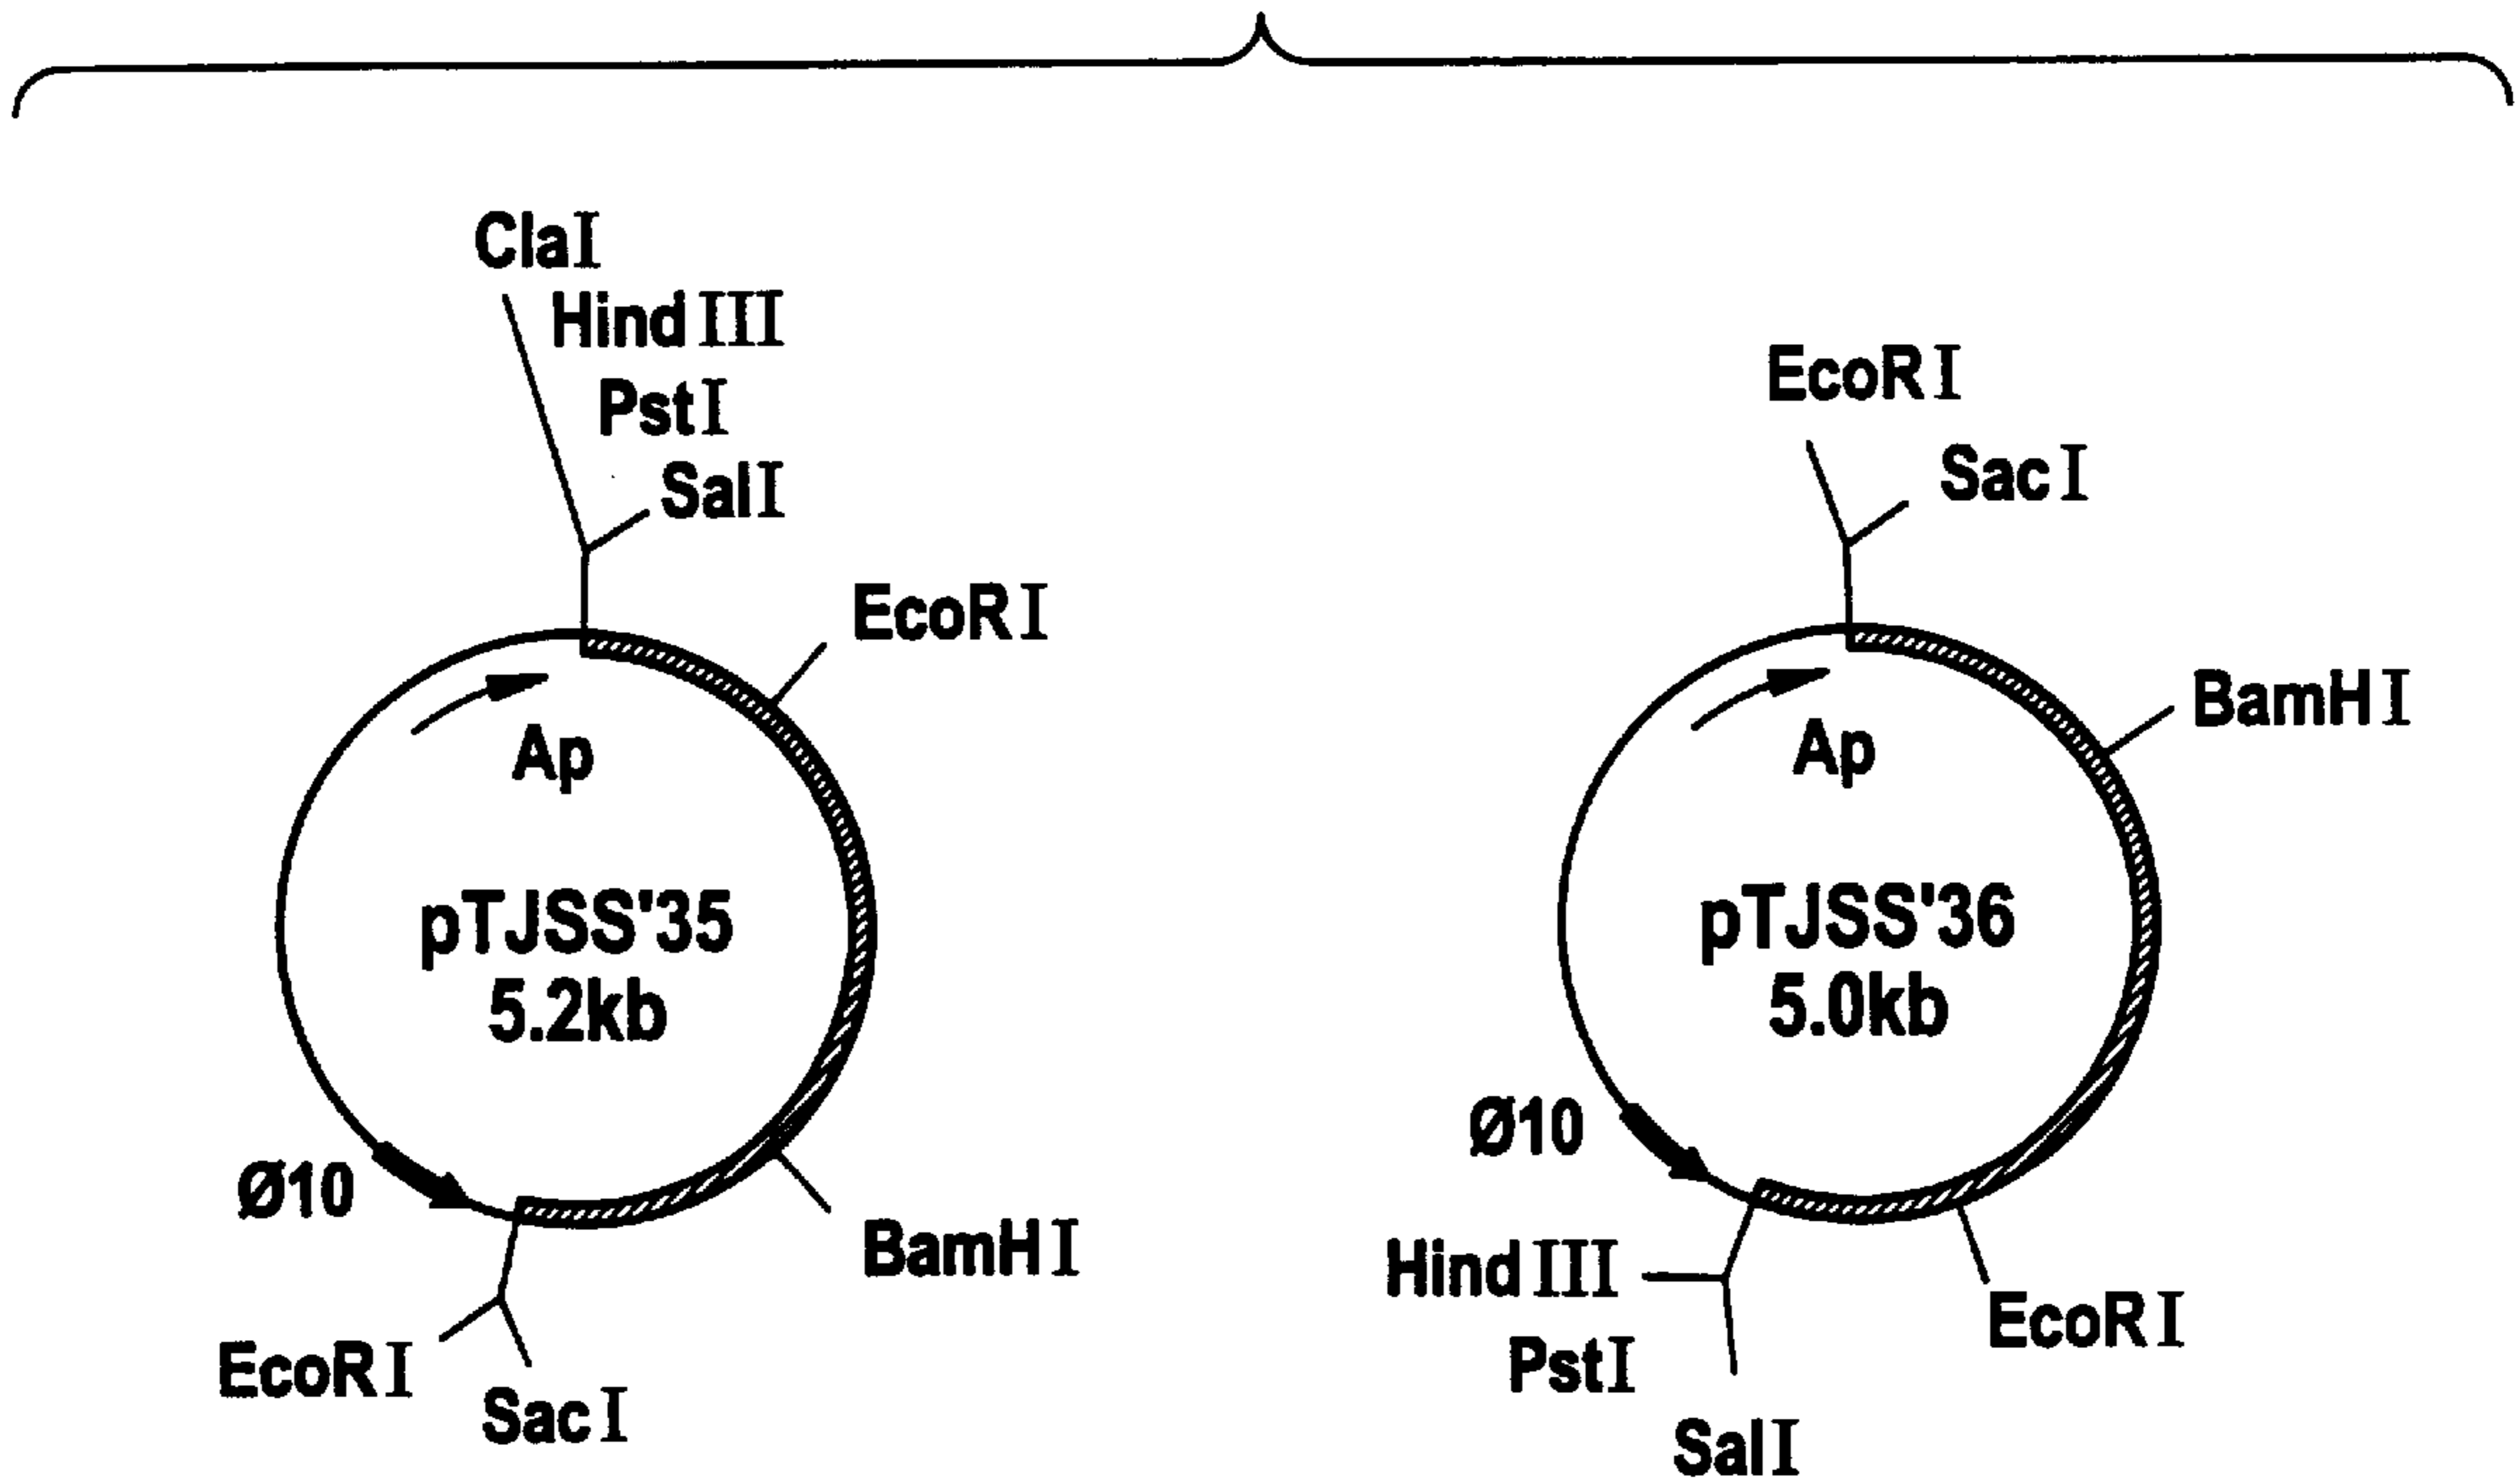 ClaI
HindIII
PstI
SalI
EcoRI
Ap
pTJSS'35
5.2kb
Ø10
BamHI
EcoRI
SacI
EcoRI
SacI
BamHI
Ap
pTJSS'36
5.0kb
Ø10
HindIII
EcoRI
PstI
SalI